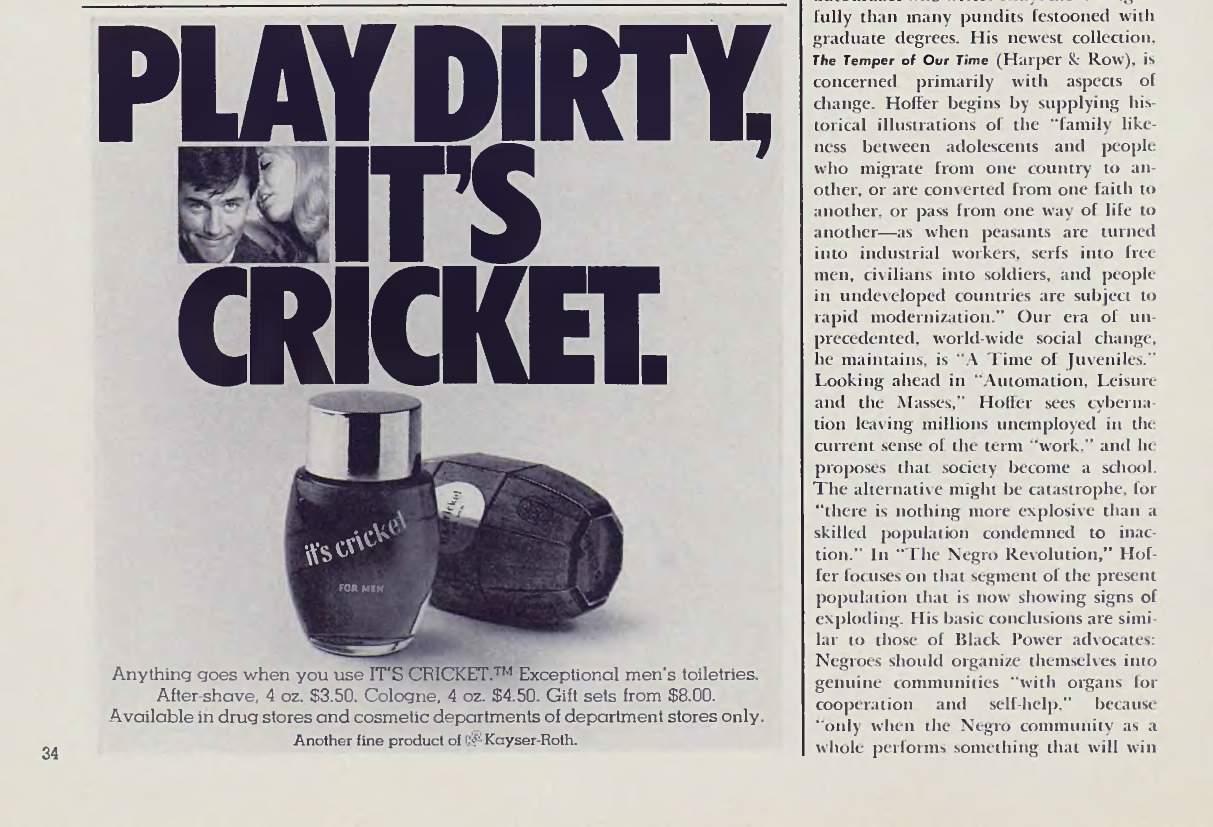 PLAY DIRTY,
IT'S
CRICKET.
it's cricket
FOR MEN
Anything goes when you use IT'S CRICKET.™ Exceptional men's toiletries.
After-shave, 4 oz. $3.50. Cologne, 4 oz. $4.50. Gift sets from $8.00.
Available in drug stores and cosmetic departments of department stores only.
Another fine product of Kayser-Roth.
34
fully than many pundits festooned with
graduate degrees. His newest collection,
The Temper of Our Time (Harper & Row), is
concerned primarily with aspects of
change. Hoffer begins by supplying his-
torical illustrations of the "family like-
ness between adolescents and people
who migrate from one country to an-
other, or are converted from one faith to
another, or pass from one way of life to
another—as when peasants are turned
into industrial workers, serfs into free
men, civilians into soldiers, and people
in undeveloped countries are subject to
rapid modernization." Our era of un-
precedented, world-wide social change,
he maintains, is "A Time of Juveniles."
Looking ahead in "Automation, Leisure
and the Masses," Hoffer sees cyberna-
tion leaving millions unemployed in the
current sense of the term "work," and he
proposes that society become a school.
The alternative might be catastrophe, for
"there is nothing more explosive than a
skilled population condemned to inac-
tion." In "The Negro Revolution," Hof-
fer focuses on that segment of the present
population that is now showing signs of
exploding. His basic conclusions are simi-
lar to those of Black Power advocates:
Negroes should organize themselves into
genuine communities "with organs for
cooperation and self-help," because
"only when the Negro community as a
whole performs something that will win